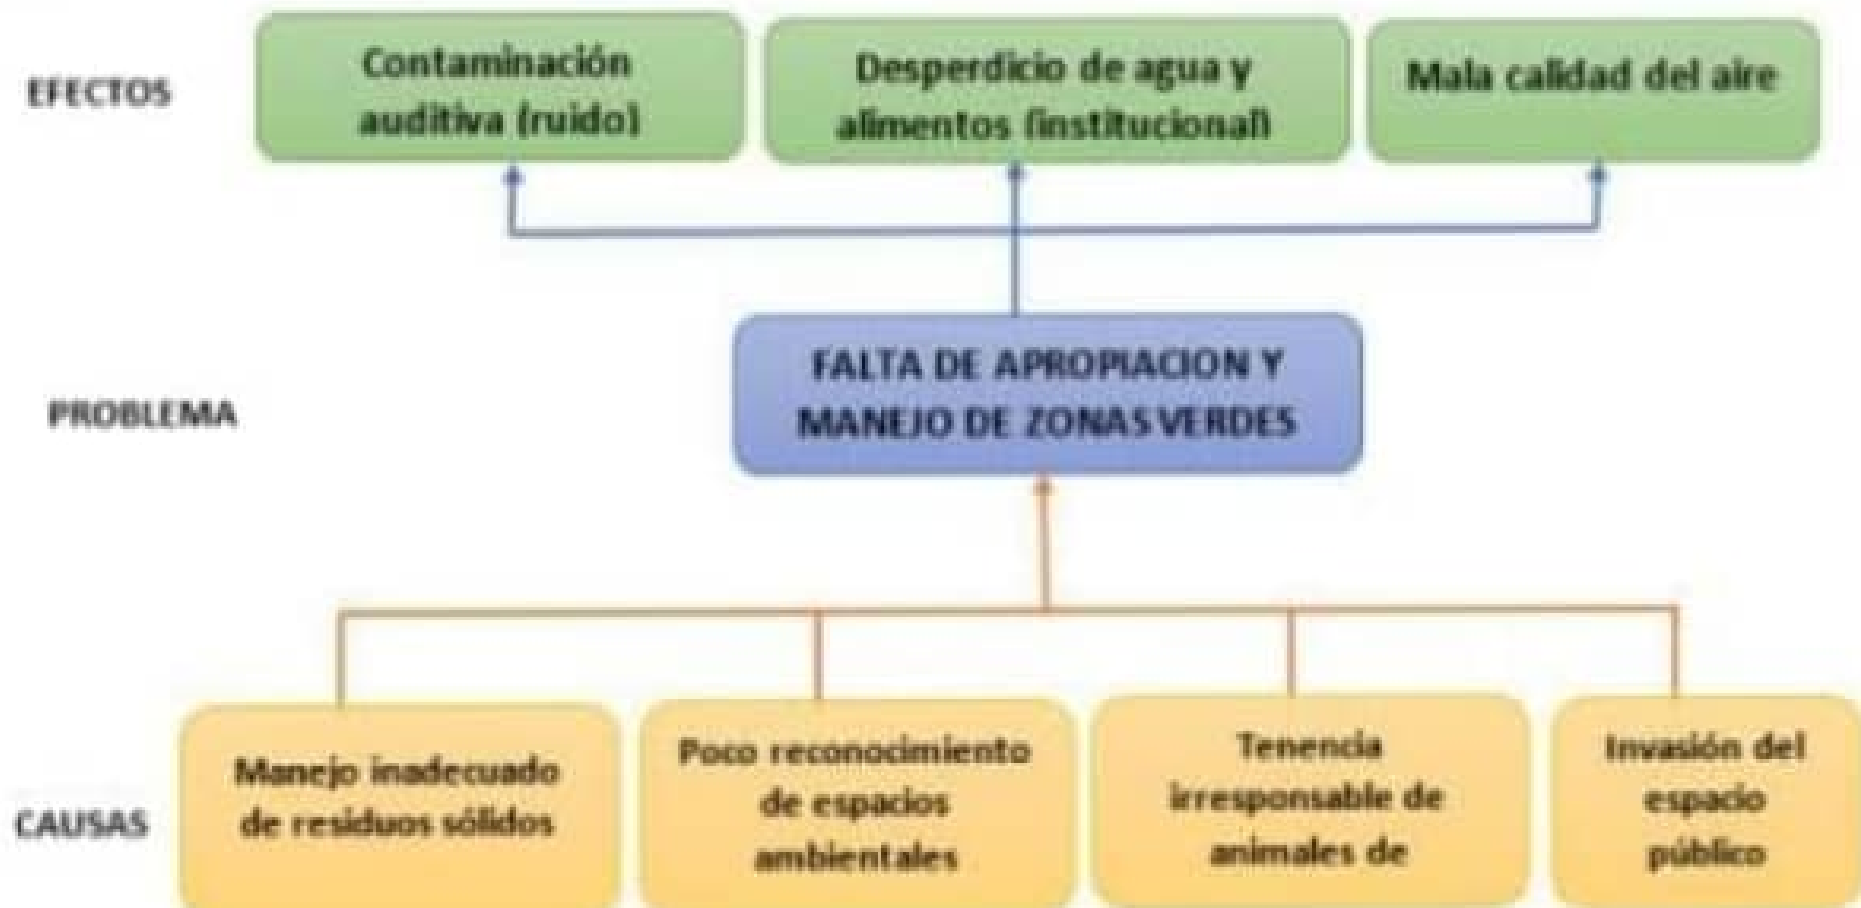 EFECTOS
Contaminación
auditiva (ruido)
Desperdicio de agua y
alimentos (institucional)
Mala calidad del aire
PROBLEMA
FALTA DE APROPIACION Y
MANEJO DE ZONAS VERDES
CAUSAS
Manejo inadecuado
de residuos sólidos
Poco reconocimiento
de espacios
ambientales
Tenencia
irresponsable de
animales de
Invasión del
espacio
público